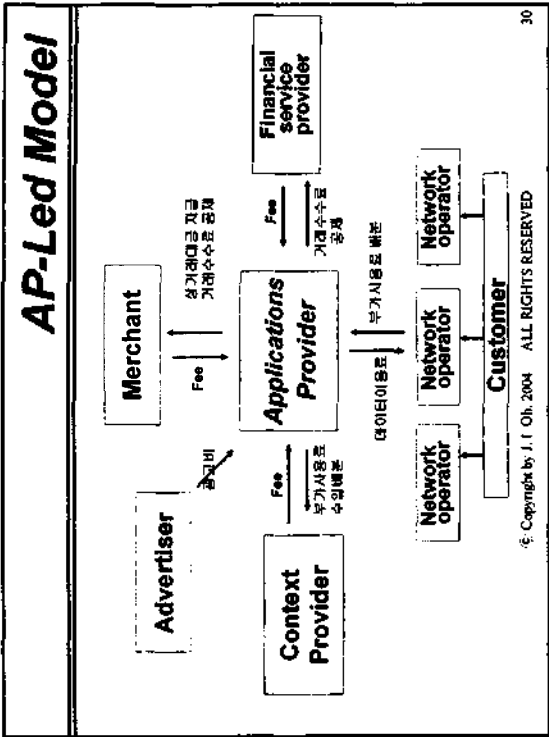 AP-Led Model
Advertiser
Merchant
광고비
Fee
상거래대금 지급
거래수수료 공제
Context
Provider
Fee
부가사용료
수입배분
Applications
Provider
Fee
거래수수료
공제
Financial
service
provider
데이터이용료
부가사용료 배분
Network
operator
Network
operator
Network
operator
Customer
© Copyright by J. I. Oh. 2004 ALL RIGHTS RESERVED
30